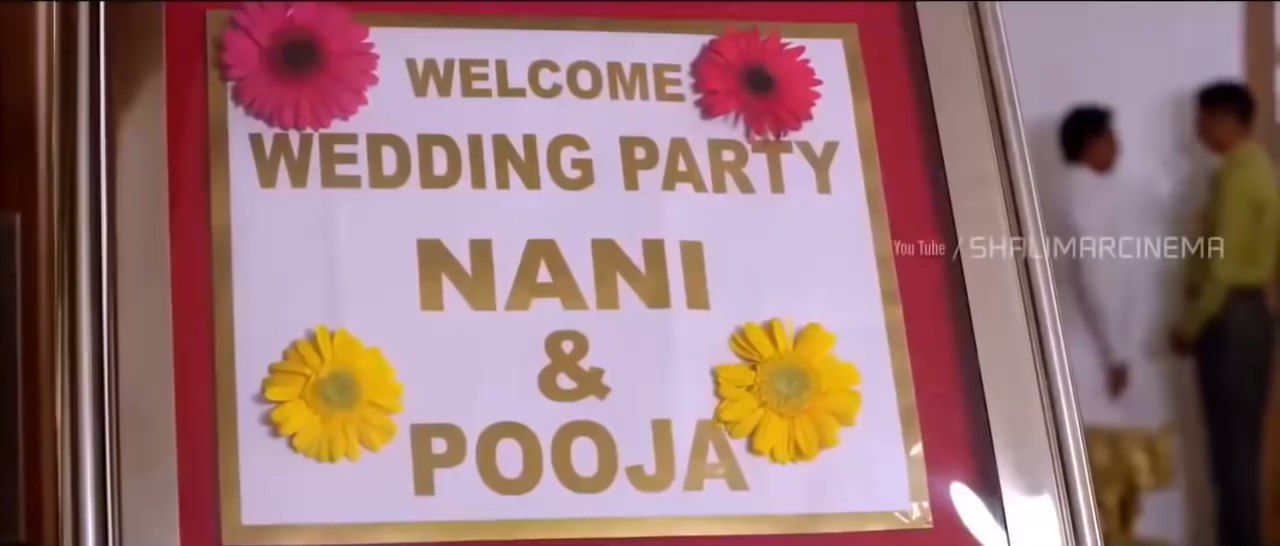 WELCOME
WEDDING PARTY
NANI
&
POOJA
You Tube / SHALIMARCINEMA